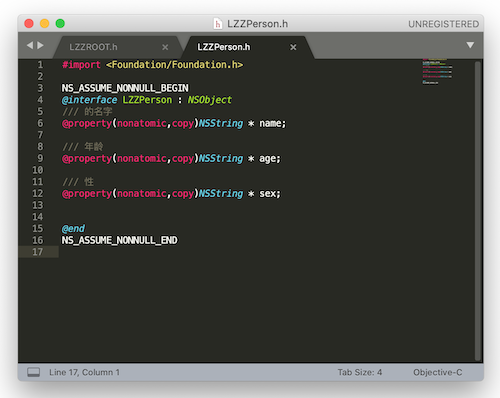 LZZPerson.h
UNREGISTERED
LZZROOT.h
LZZPerson.h
1 #import <Foundation/Foundation.h>
2
3 NS_ASSUME_NONNULL_BEGIN
4 @interface LZZPerson : NSObject
5 /// 的名字
6 @property(nonatomic,copy)NSString * name;
7
8 /// 年龄
9 @property(nonatomic,copy)NSString * age;
10
11 /// 性
12 @property(nonatomic,copy)NSString * sex;
13
14
15 @end
16 NS_ASSUME_NONNULL_END
17
Line 17, Column 1
Tab Size: 4
Objective-C